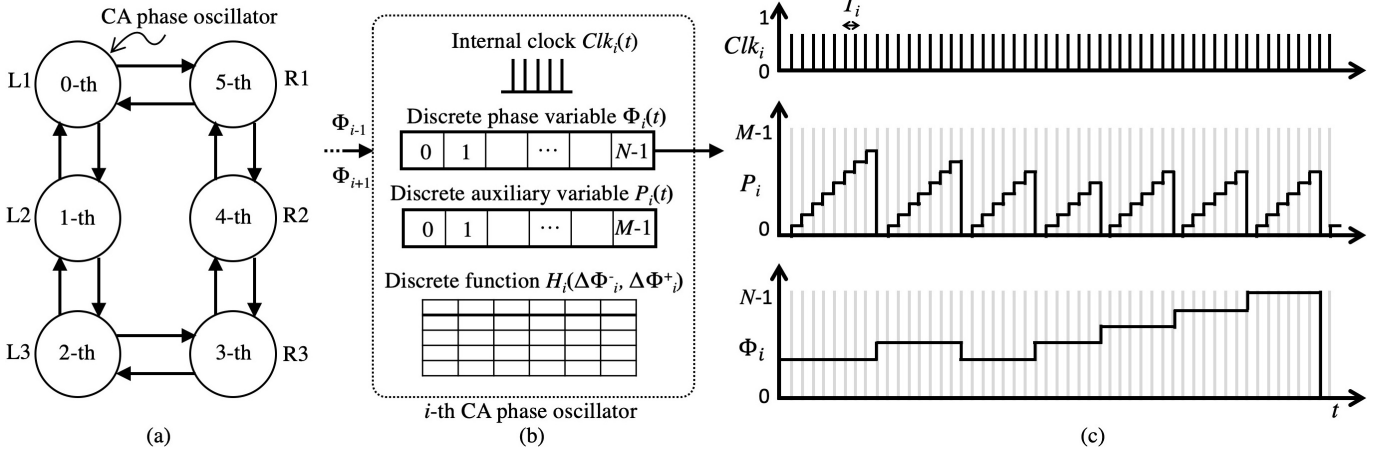 CA phase oscillator
L1
0-th
5-th
R1
L2
1-th
4-th
R2
L3
2-th
3-th
R3
(a)
Internal clock Clkᵢ(t)
Discrete phase variable Φᵢ(t)
0 1 ⋯ N-1
Φᵢ₋₁
Φᵢ₊₁
Discrete auxiliary variable Pᵢ(t)
0 1 ⋯ M-1
Discrete function Hᵢ(ΔΦ⁻ᵢ, ΔΦ⁺ᵢ)
i-th CA phase oscillator
(b)
Tᵢ
1
Clkᵢ
0
M-1
Pᵢ
0
N-1
Φᵢ
0
t
(c)